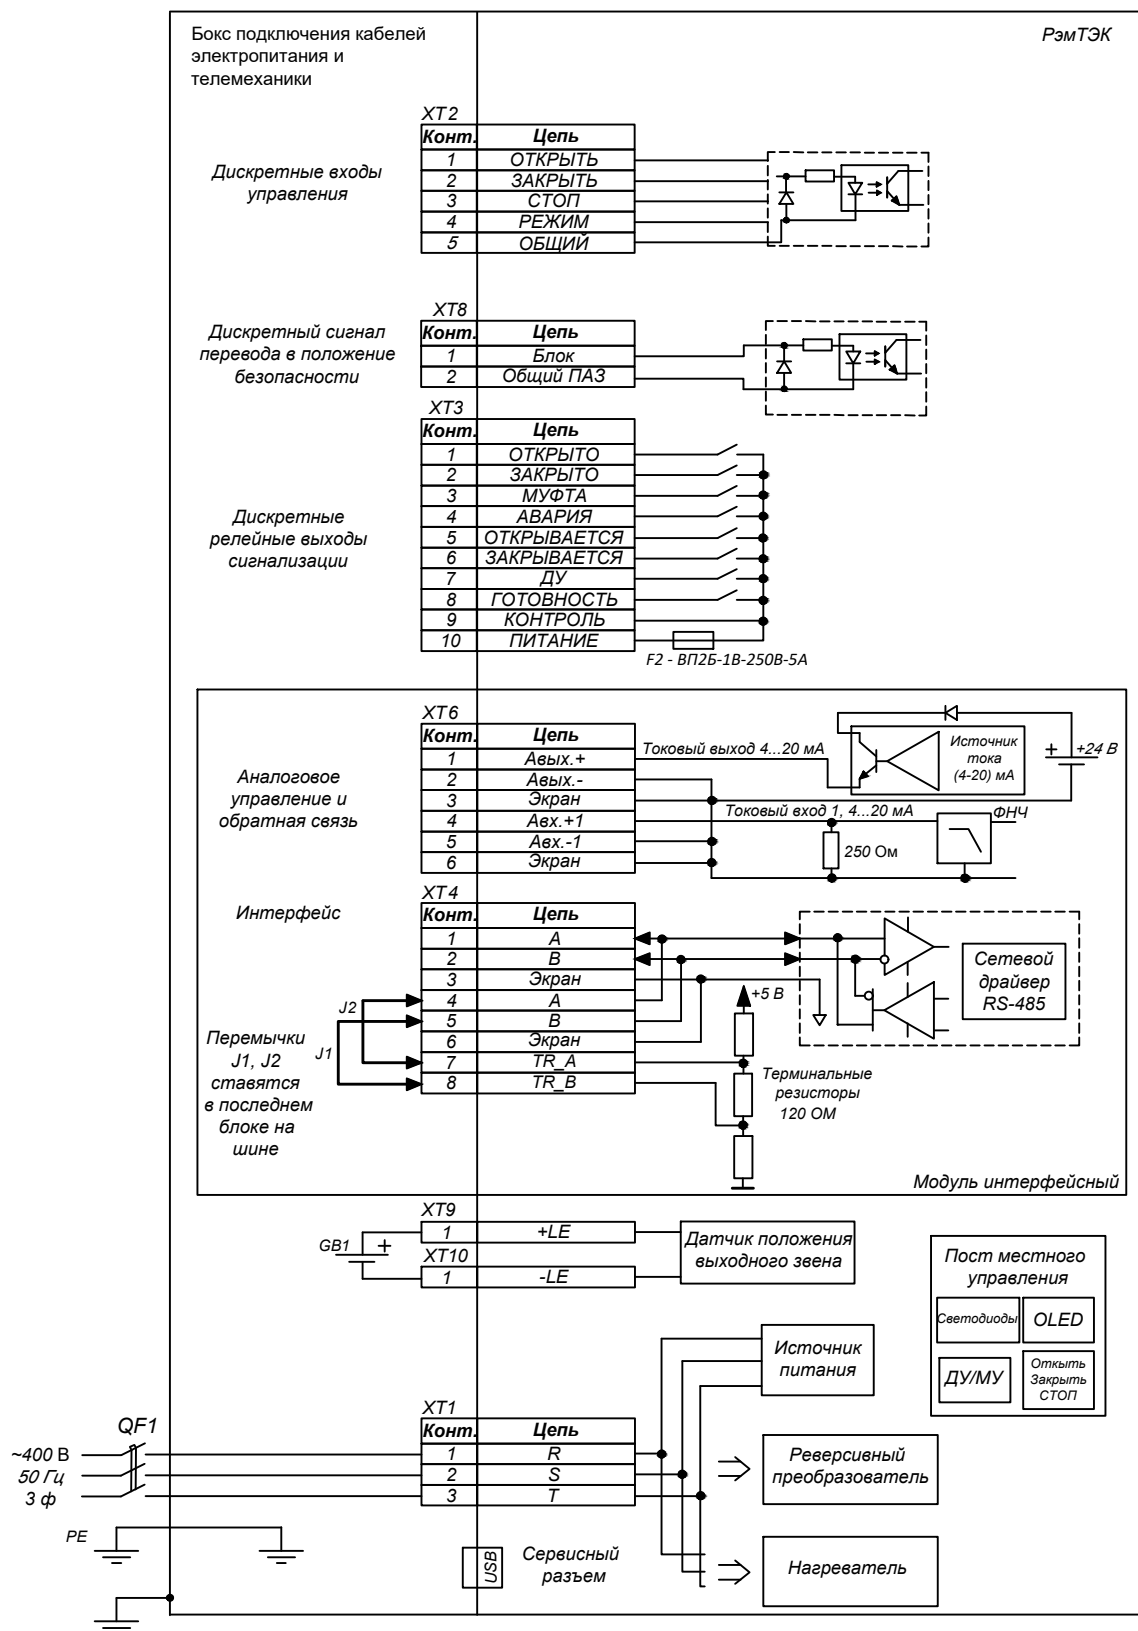 Бокс подключения кабелей
электропитания и
телемеханики
РэмТЭК
XT2
Конт. Цепь
1 ОТКРЫТЬ
2 ЗАКРЫТЬ
3 СТОП
4 РЕЖИМ
5 ОБЩИЙ
Дискретные входы
управления
XT8
Конт. Цепь
1 Блок
2 Общий ПАЗ
Дискретный сигнал
перевода в положение
безопасности
XT3
Конт. Цепь
1 ОТКРЫТО
2 ЗАКРЫТО
3 МУФТА
4 АВАРИЯ
5 ОТКРЫВАЕТСЯ
6 ЗАКРЫВАЕТСЯ
7 ДУ
8 ГОТОВНОСТЬ
9 КОНТРОЛЬ
10 ПИТАНИЕ
Дискретные
релейные выходы
сигнализации
F2 - ВП2Б-1В-250В-5А
XT6
Конт. Цепь
1 Авых.+
2 Авых.-
3 Экран
4 Авх.+1
5 Авх.-1
6 Экран
Аналоговое
управление и
обратная связь
Токовый выход 4...20 мА
Источник
тока
(4-20) мА
+
+24 В
Токовый вход 1, 4...20 мА
ФНЧ
250 Ом
XT4
Интерфейс
Конт. Цепь
1 A
2 B
3 Экран
4 A
5 B
6 Экран
7 TR_A
8 TR_B
J2
J1
Перемычки
J1, J2
ставятся
в последнем
блоке на
шине
+5 В
Терминальные
резисторы
120 ОМ
Сетевой
драйвер
RS-485
Модуль интерфейсный
XT9
1 +LE
XT10
1 -LE
GB1
+
Датчик положения
выходного звена
Пост местного
управления
Светодиоды
OLED
ДУ/МУ
Откыть
Закрыть
СТОП
Источник
питания
XT1
Конт. Цепь
1 R
2 S
3 T
QF1
~400 В
50 Гц
3 ф
Реверсивный
преобразователь
PE
USB
Сервисный
разъем
Нагреватель